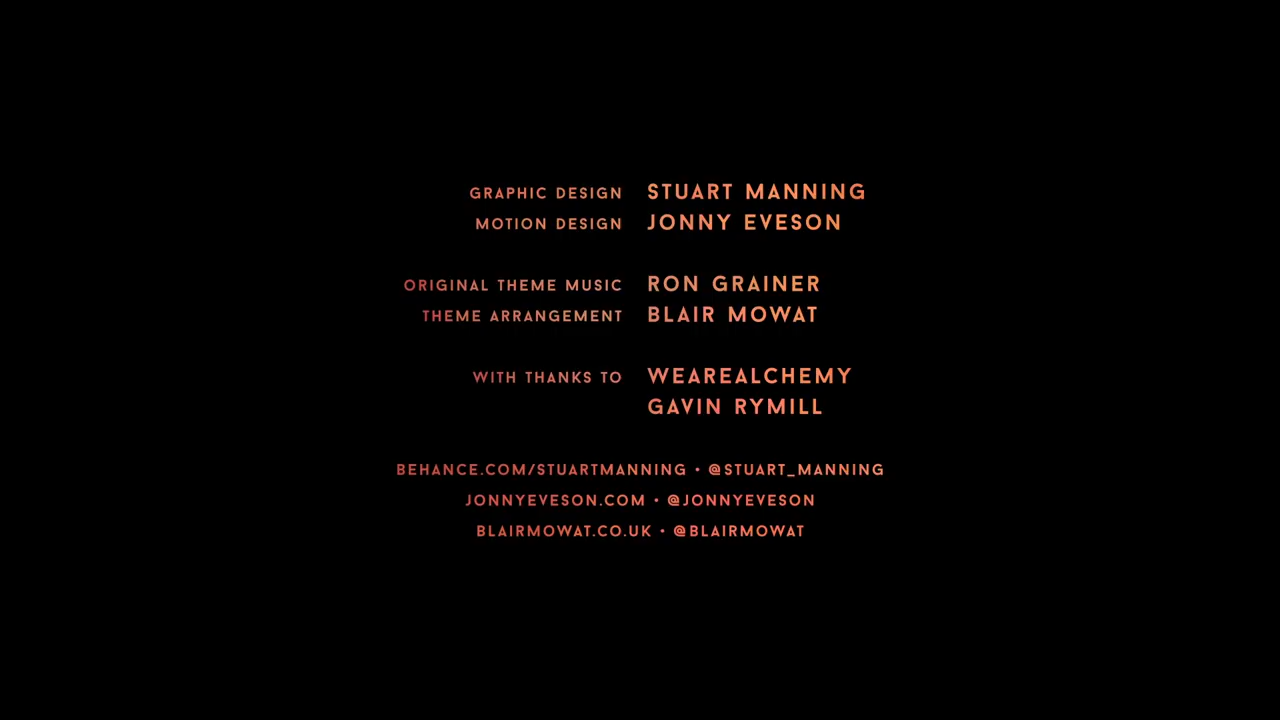 GRAPHIC DESIGN STUART MANNING
MOTION DESIGN JONNY EVESON
ORIGINAL THEME MUSIC RON GRAINER
THEME ARRANGEMENT BLAIR MOWAT
WITH THANKS TO WEAREALCHEMY
GAVIN RYMILL
BEHANCE.COM/STUARTMANNING • @STUART_MANNING
JONNYEVESON.COM • @JONNYEVESON
BLAIRMOWAT.CO.UK • @BLAIRMOWAT